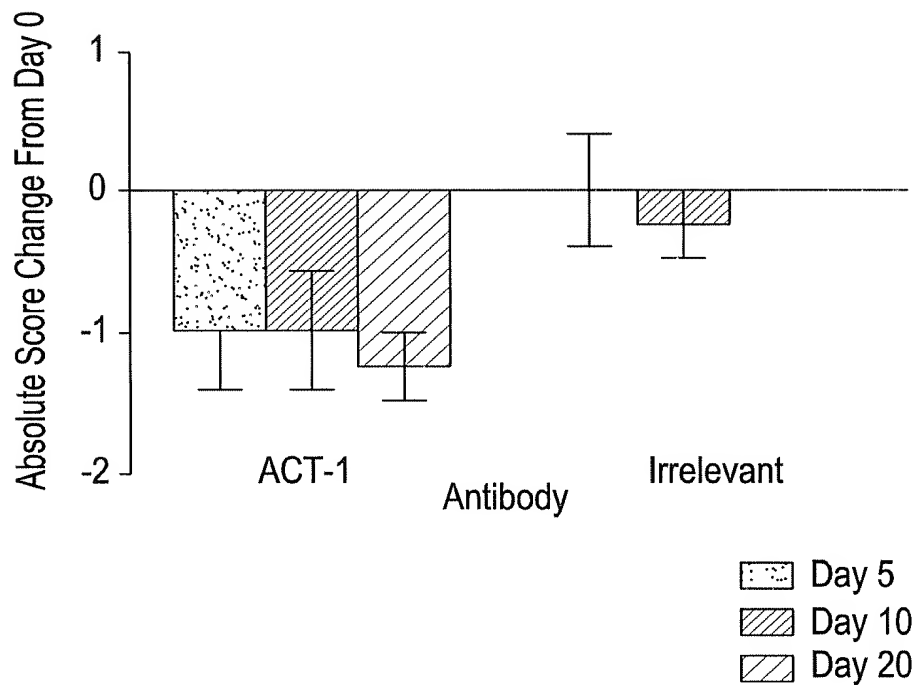 Absolute Score Change From Day 0
1
0
-1
-2
ACT-1
Irrelevant
Antibody
Day 5
Day 10
Day 20